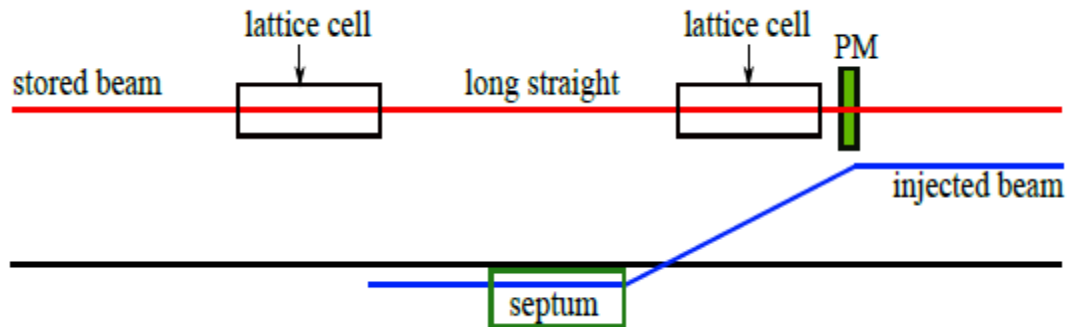 lattice cell
lattice cell
PM
stored beam
long straight
injected beam
septum